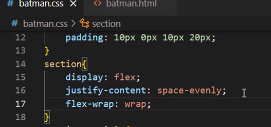 batman.css
batman.html
batman.css > section
12 padding: 10px 0px 10px 20px;
13 }
14 section{
15 display: flex;
16 justify-content: space-evenly;
17 flex-wrap: wrap;
18 }